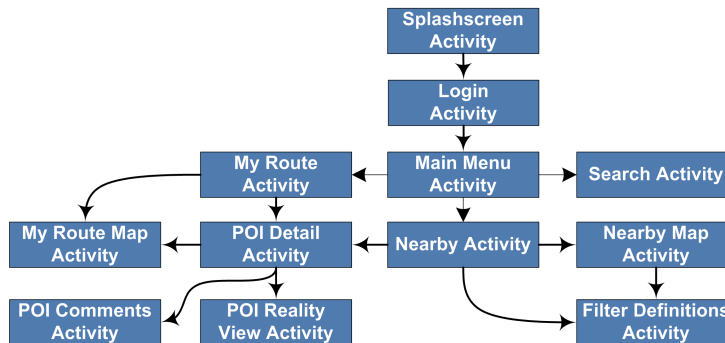 Splashscreen
Activity
Login
Activity
My Route
Activity
Main Menu
Activity
Search Activity
My Route Map
Activity
POI Detail
Activity
Nearby Activity
Nearby Map
Activity
POI Comments
Activity
POI Reality
View Activity
Filter Definitions
Activity